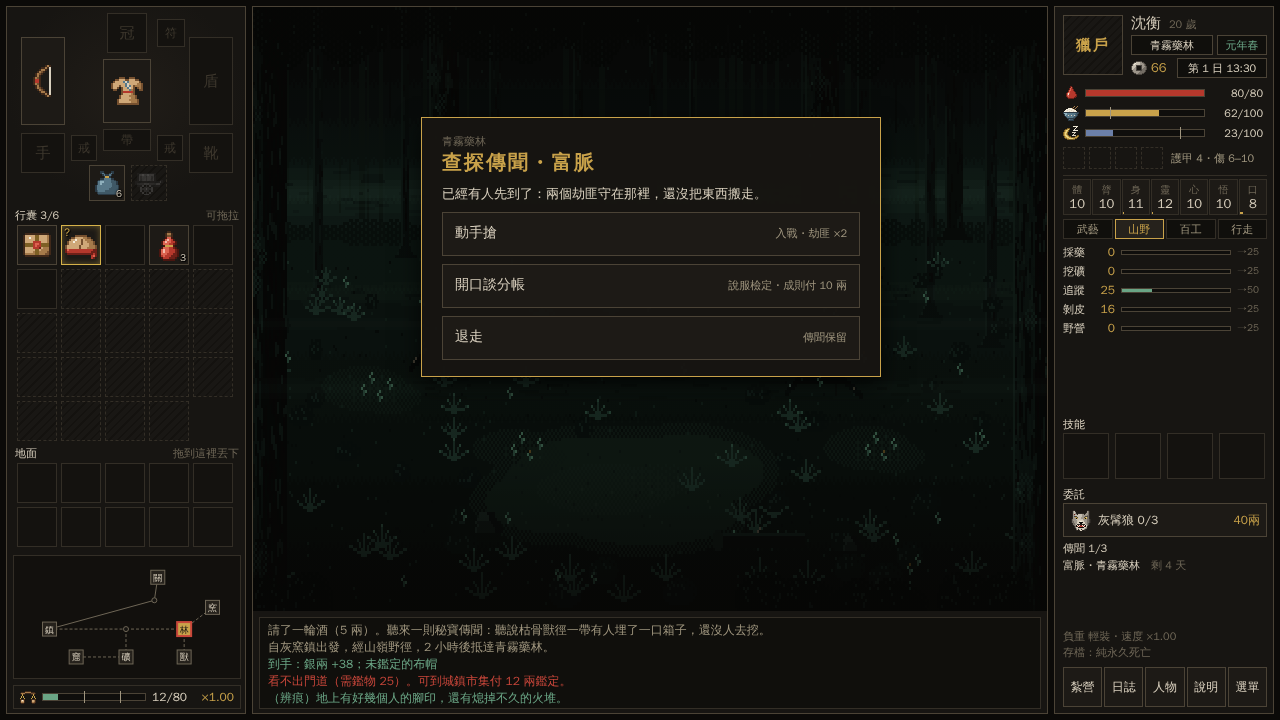 冠
符
盾
手
戒
帶
戒
靴
6
行囊 3/6
可拖拉
?
3
地面
拖到這裡丟下
關
窯
鎮
林
窟
礦
獸
12/80
×1.00
青霧藥林
查探傳聞・富脈
已經有人先到了：兩個劫匪守在那裡，還沒把東西搬走。
動手搶
入戰・劫匪 ×2
開口談分帳
說服檢定・成則付 10 兩
退走
傳聞保留
請了一輪酒（5 兩）。聽來一則秘寶傳聞：聽說枯骨獸徑一帶有人埋了一口箱子，還沒人去挖。
自灰窯鎮出發，經山嶺野徑，2 小時後抵達青霧藥林。
到手：銀兩 +38；未鑑定的布帽
看不出門道（需鑑物 25）。可到城鎮市集付 12 兩鑑定。
（辨痕）地上有好幾個人的腳印，還有熄掉不久的火堆。
獵戶
沈衡 20 歲
青霧藥林
元年春
66
第 1 日 13:30
80/80
62/100
23/100
護甲 4・傷 6–10
體 臂 身 靈 心 悟 口
10 10 11 12 10 10 8
武藝 山野 百工 行走
採藥 0 →25
挖礦 0 →25
追蹤 25 →50
剝皮 16 →25
野營 0 →25
技能
委託
灰髯狼 0/3
40兩
傳聞 1/3
富脈・青霧藥林 剩 4 天
負重 輕裝・速度 ×1.00
存檔：純永久死亡
紮營 日誌 人物 說明 選單